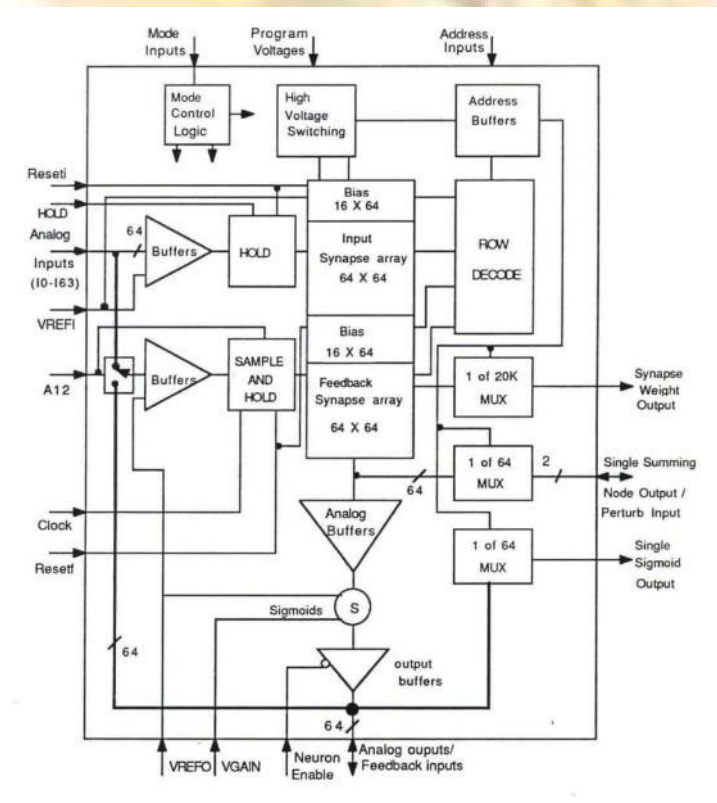 Mode
Inputs
Program
Voltages
Address
Inputs
Mode
Control
Logic
High
Voltage
Switching
Address
Buffers
Reseti
HOLD
Analog
Inputs
(I0-I63)
VREFI
64
Buffers
HOLD
Bias
16 X 64
Input
Synapse array
64 X 64
ROW
DECODE
A12
Buffers
SAMPLE
AND
HOLD
Bias
16 X 64
Feedback
Synapse array
64 X 64
1 of 20K
MUX
Synapse
Weight
Output
64
1 of 64
MUX
2
Single Summing
Node Output /
Perturb Input
Clock
Resetf
Analog
Buffers
1 of 64
MUX
Single
Sigmoid
Output
Sigmoids
S
64
output
buffers
64
VREFO
VGAIN
Neuron
Enable
Analog ouputs/
Feedback inputs